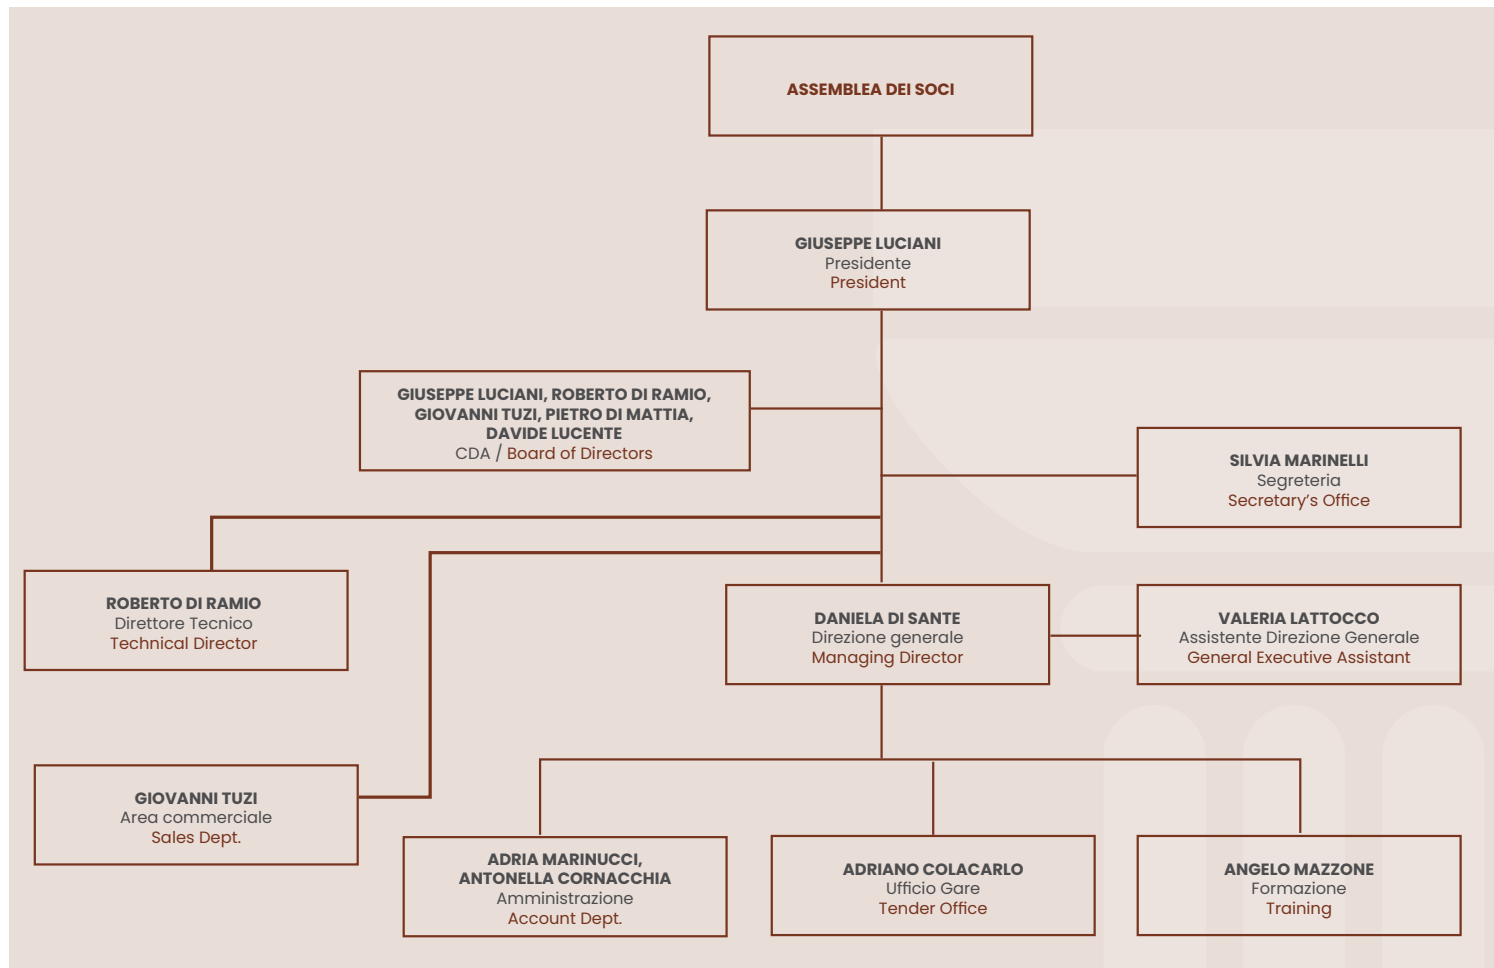 ASSEMBLEA DEI SOCI
GIUSEPPE LUCIANI
Presidente
President
GIUSEPPE LUCIANI, ROBERTO DI RAMIO,
GIOVANNI TUZI, PIETRO DI MATTIA,
DAVIDE LUCENTE
CDA / Board of Directors
SILVIA MARINELLI
Segreteria
Secretary's Office
ROBERTO DI RAMIO
Direttore Tecnico
Technical Director
DANIELA DI SANTE
Direzione generale
Managing Director
VALERIA LATTOCCO
Assistente Direzione Generale
General Executive Assistant
GIOVANNI TUZI
Area commerciale
Sales Dept.
ADRIA MARINUCCI,
ANTONELLA CORNACCHIA
Amministrazione
Account Dept.
ADRIANO COLACARLO
Ufficio Gare
Tender Office
ANGELO MAZZONE
Formazione
Training